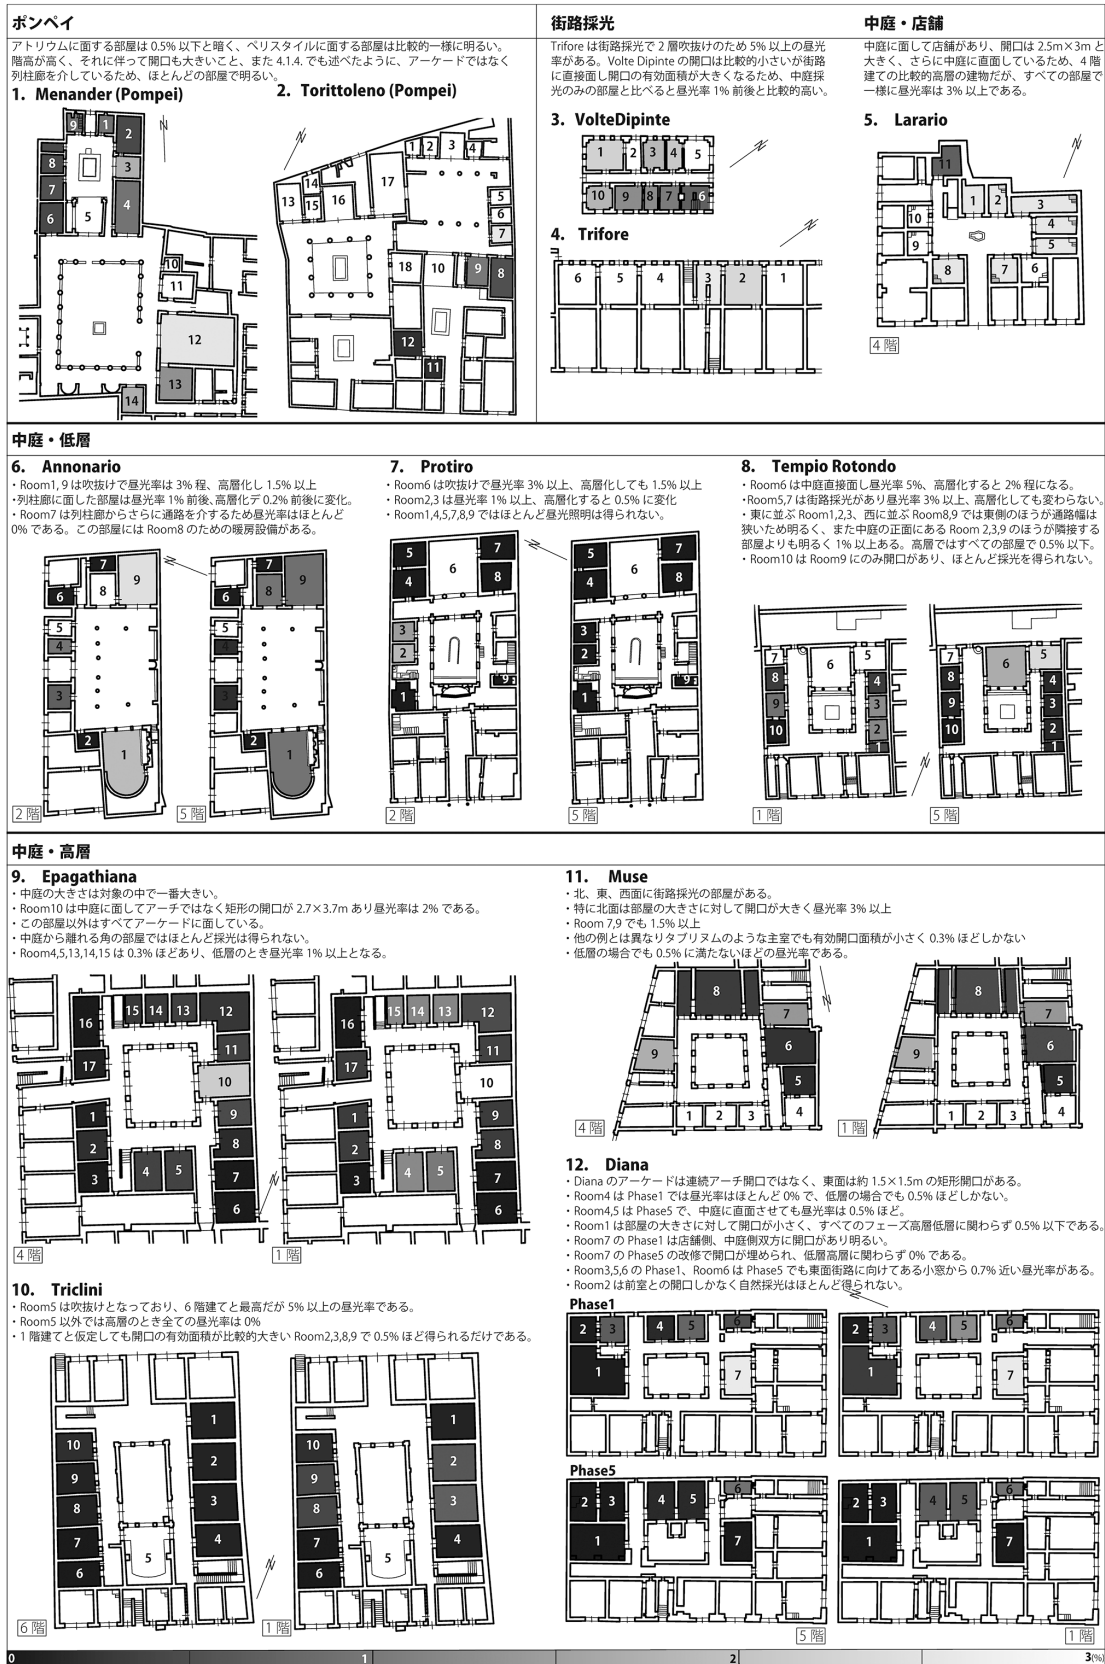 ポンペイ
アトリウムに面する部屋は 0.5% 以下と暗く、ペリスタイルに面する部屋は比較的一様に明るい。
階高が高く、それに伴って開口も大きいこと、また 4.1.4. でも述べたように、アーケードではなく
列柱廊を介しているため、ほとんどの部屋で明るい。
1. Menander (Pompei)
2. Torittoleno (Pompei)
街路採光
Trifore は街路採光で 2 層吹抜けのため 5% 以上の昼光
率がある。Volte Dipinte の開口は比較的小さいが街路
に直接面し開口の有効面積が大きくなるため、中庭採
光のみの部屋と比べると昼光率 1% 前後と比較的高い。
3. VolteDipinte
4. Trifore
中庭・店舗
中庭に面して店舗があり、開口は 2.5m×3m と
大きく、さらに中庭に直面しているため、4 階
建ての比較的高層の建物だが、すべての部屋で
一様に昼光率は 3% 以上である。
5. Larario
4 階
中庭・低層
6. Annonario
・Room1, 9 は吹抜けで昼光率は 3% 程、高層化し 1.5% 以上
・列柱廊に面した部屋は昼光率 1% 前後、高層化デ 0.2% 前後に変化。
・Room7 は列柱廊からさらに通路を介するため昼光率はほとんど
0% である。この部屋には Room8 のための暖房設備がある。
2 階
5 階
7. Protiro
・Room6 は吹抜けで昼光率 3% 以上、高層化しても 1.5% 以上
・Room2,3 は昼光率 1% 以上、高層化すると 0.5% に変化
・Room1,4,5,7,8,9 ではほとんど昼光照明は得られない。
2 階
5 階
8. Tempio Rotondo
・Room6 は中庭直接面し昼光率 5%、高層化すると 2% 程になる。
・Room5,7 は街路採光があり昼光率 3% 以上、高層化しても変わらない。
・東に並ぶ Room1,2,3、西に並ぶ Room8,9 では東側のほうが通路幅は
狭いため明るく、また中庭の正面にある Room 2,3,9 のほうが隣接する
部屋よりも明るく 1% 以上ある。高層ではすべての部屋で 0.5% 以下。
・Room10 は Room9 にのみ開口があり、ほとんど採光を得られない。
1 階
5 階
中庭・高層
9. Epagathiana
・中庭の大きさは対象の中で一番大きい。
・Room10 は中庭に面してアーチではなく矩形の開口が 2.7×3.7m あり昼光率は 2% である。
・この部屋以外はすべてアーケードに面している。
・中庭から離れる角の部屋ではほとんど採光は得られない。
・Room4,5,13,14,15 は 0.3% ほどあり、低層のとき昼光率 1% 以上となる。
4 階
1 階
10. Triclini
・Room5 は吹抜けとなっており、6 階建てと最高だが 5% 以上の昼光率である。
・Room5 以外では高層のとき全ての昼光率は 0%
・1 階建てと仮定しても開口の有効面積が比較的大きい Room2,3,8,9 で 0.5% ほど得られるだけである。
6 階
1 階
11. Muse
・北、東、西面に街路採光の部屋がある。
・特に北面は部屋の大きさに対して開口が大きく昼光率 3% 以上
・Room 7,9 でも 1.5% 以上
・他の例とは異なりタブリヌムのような主室でも有効開口面積が小さく 0.3% ほどしかない
・低層の場合でも 0.5% に満たないほどの昼光率である。
4 階
1 階
12. Diana
・Diana のアーケードは連続アーチ開口ではなく、東面は約 1.5×1.5m の矩形開口がある。
・Room4 は Phase1 では昼光率はほとんど 0% で、低層の場合でも 0.5% ほどしかない。
・Room4,5 は Phase5 で、中庭に直面させても昼光率は 0.5% ほど。
・Room1 は部屋の大きさに対して開口が小さく、すべてのフェーズ高層低層に関わらず 0.5% 以下である。
・Room7 の Phase1 は店舗側、中庭側双方に開口があり明るい。
・Room7 の Phase5 の改修で開口が埋められ、低層高層に関わらず 0% である。
・Room3,5,6 の Phase1、Room6 は Phase5 でも東面街路に向けてある小窓から 0.7% 近い昼光率がある。
・Room2 は前室との開口しかなく自然採光はほとんど得られない。
Phase1
Phase5
5 階
1 階
0 1 2 3(%)